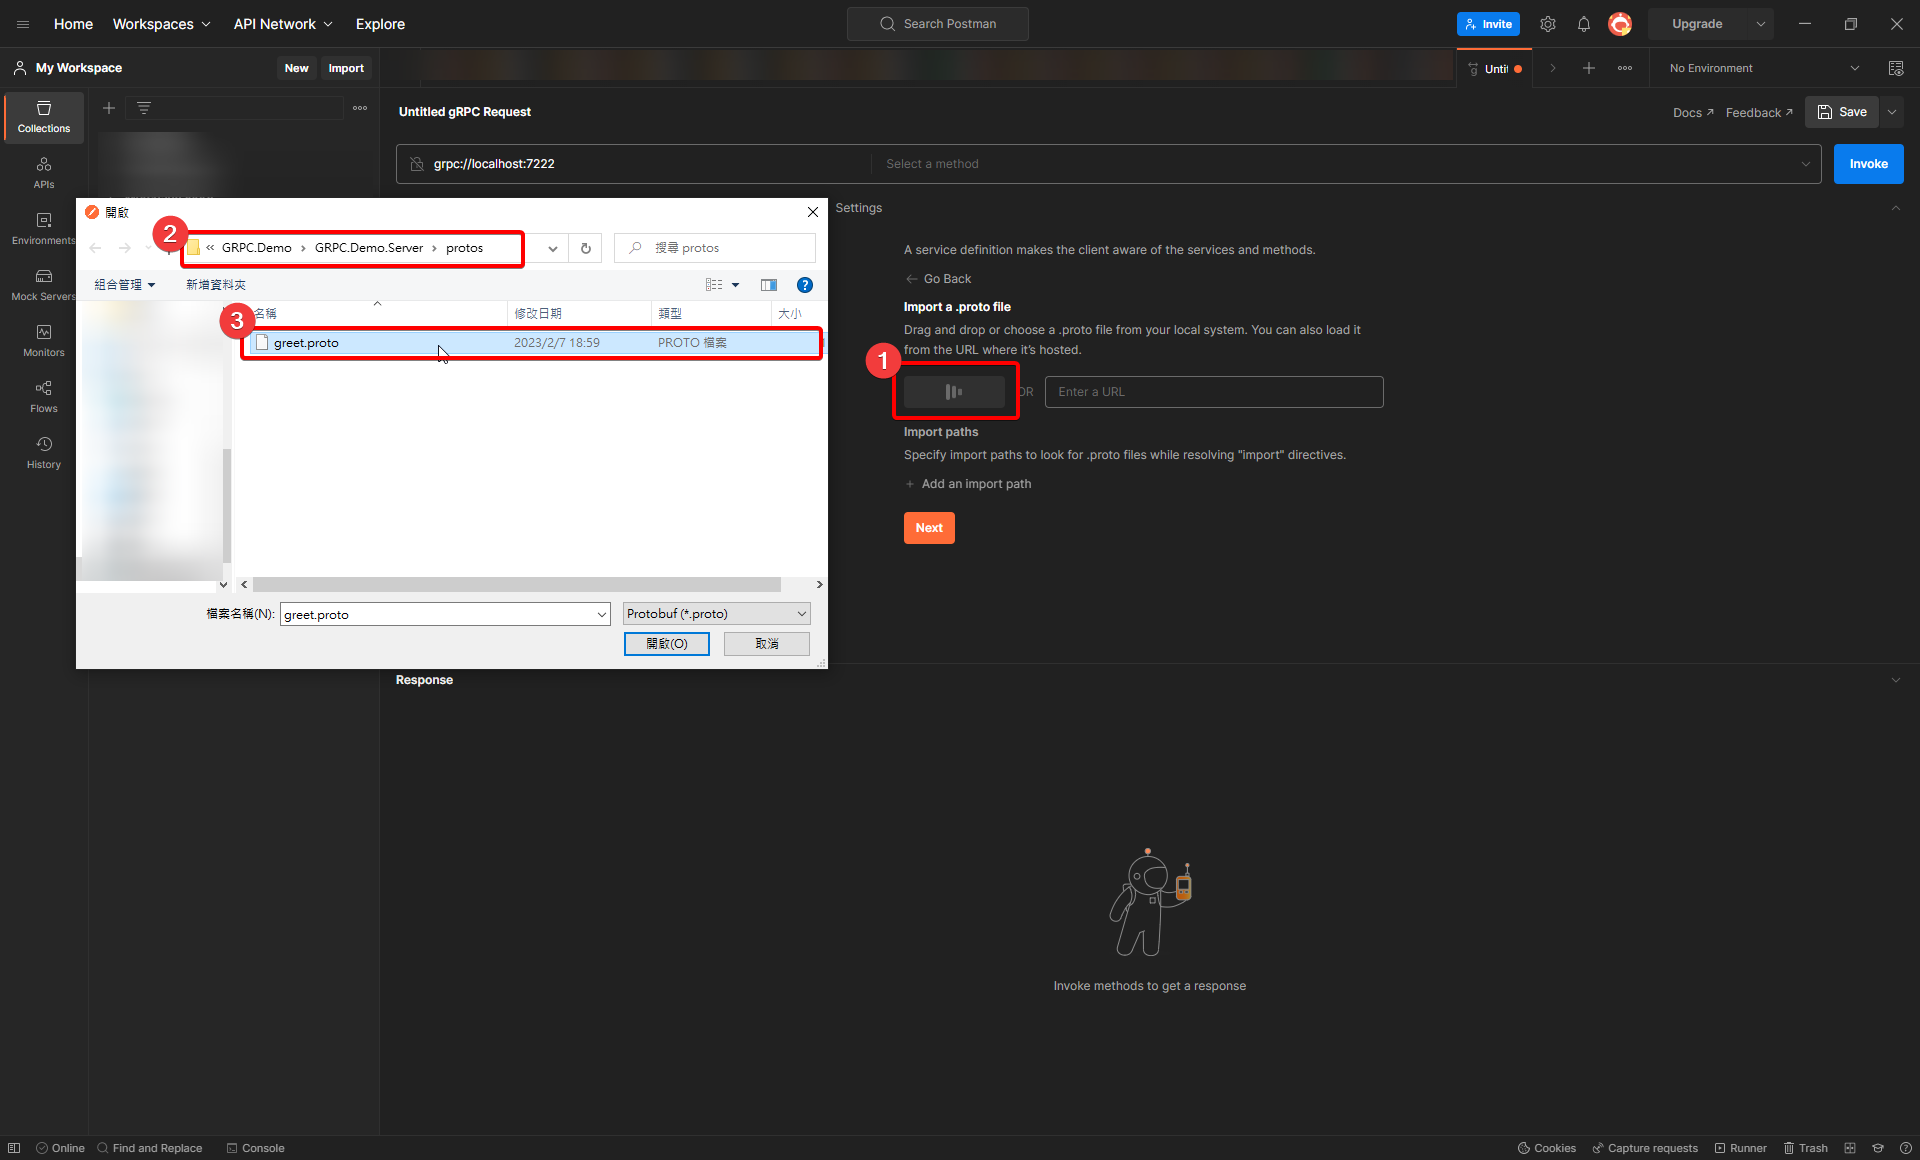 Home Workspaces API Network Explore Search Postman Invite Upgrade
My Workspace New Import Untit No Environment
Untitled gRPC Request Docs ↗ Feedback ↗ Save
grpc://localhost:7222 Select a method Invoke
Collections
APIs
Environments
Mock Servers
Monitors
Flows
History
開啟
2
« GRPC.Demo › GRPC.Demo.Server › protos 搜尋 protos
組合管理 新增資料夾
3
名稱 修改日期 類型 大小
greet.proto 2023/2/7 18:59 PROTO 檔案
檔案名稱(N): greet.proto Protobuf (*.proto)
開啟(O) 取消
Settings
A service definition makes the client aware of the services and methods.
Go Back
Import a .proto file
Drag and drop or choose a .proto file from your local system. You can also load it
from the URL where it's hosted.
1
OR Enter a URL
Import paths
Specify import paths to look for .proto files while resolving "import" directives.
+ Add an import path
Next
Response
Invoke methods to get a response
Online Find and Replace Console Cookies Capture requests Runner Trash